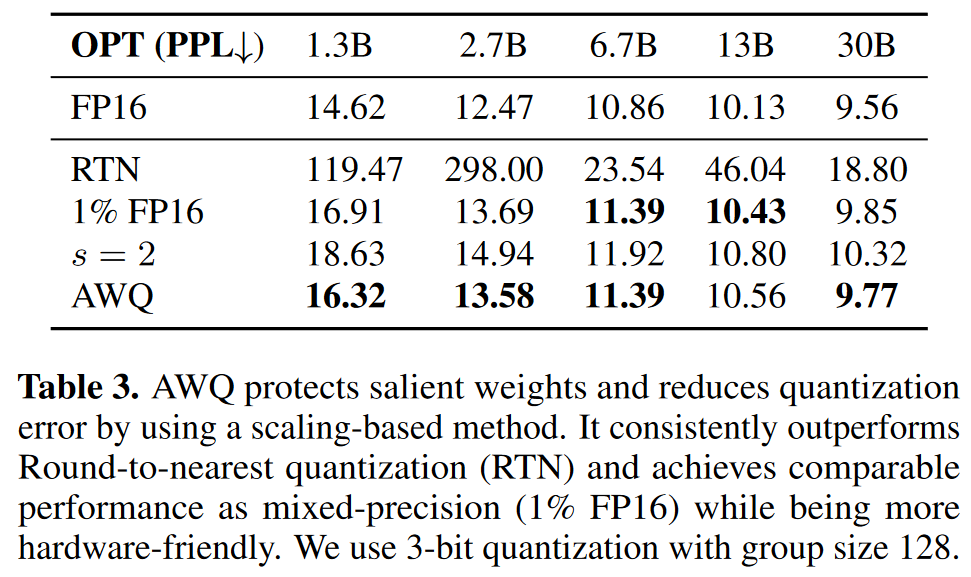 OPT (PPL↓) 1.3B 2.7B 6.7B 13B 30B
FP16 14.62 12.47 10.86 10.13 9.56
RTN 119.47 298.00 23.54 46.04 18.80
1% FP16 16.91 13.69 11.39 10.43 9.85
s = 2 18.63 14.94 11.92 10.80 10.32
AWQ 16.32 13.58 11.39 10.56 9.77
Table 3. AWQ protects salient weights and reduces quantization
error by using a scaling-based method. It consistently outperforms
Round-to-nearest quantization (RTN) and achieves comparable
performance as mixed-precision (1% FP16) while being more
hardware-friendly. We use 3-bit quantization with group size 128.